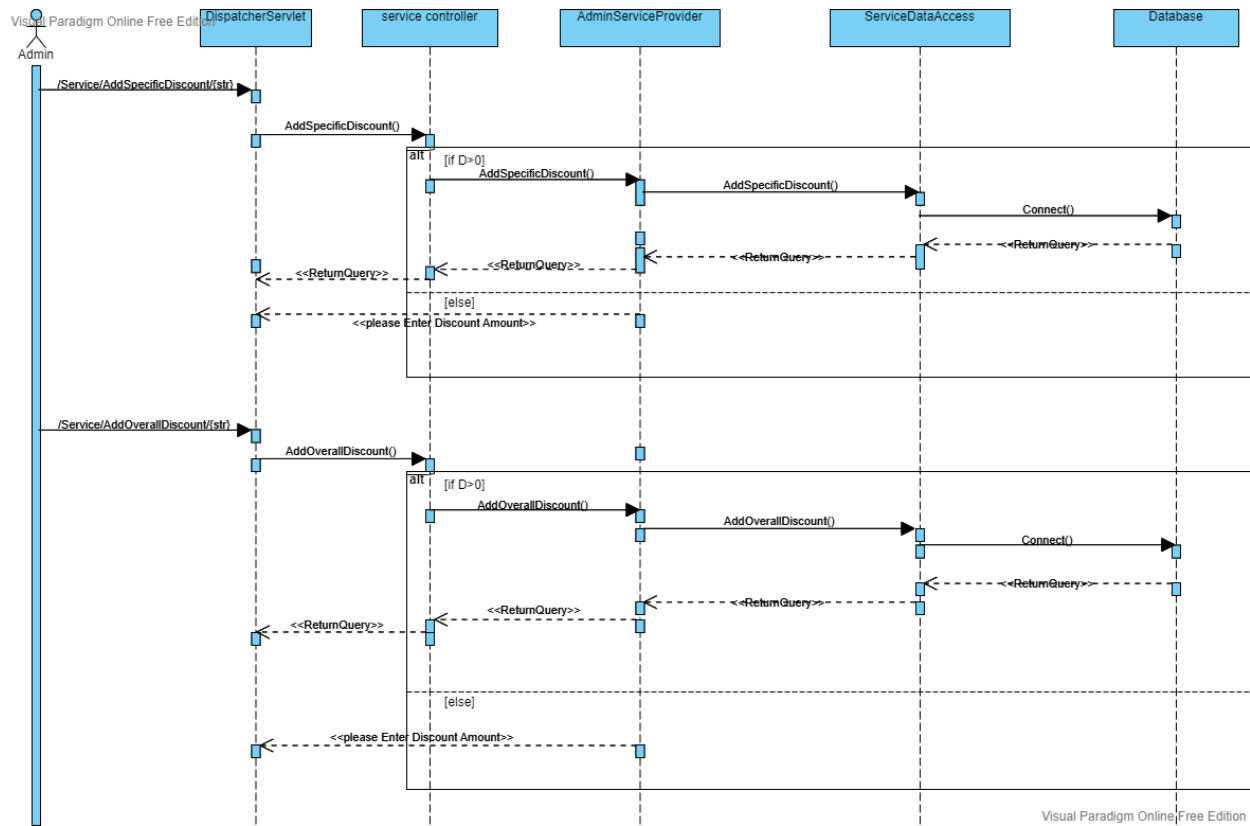 Visual Paradigm Online Free Edition
DispatcherServlet
service controller
AdminServiceProvider
ServiceDataAccess
Database
Admin
/Service/AddSpecificDiscount/{str}
AddSpecificDiscount()
alt
[if D>0]
AddSpecificDiscount()
AddSpecificDiscount()
Connect()
<<ReturnQuery>>
<<ReturnQuery>>
<<ReturnQuery>>
<<ReturnQuery>>
[else]
<<please Enter Discount Amount>>
/Service/AddOverallDiscount/{str}
AddOverallDiscount()
alt
[if D>0]
AddOverallDiscount()
AddOverallDiscount()
Connect()
<<ReturnQuery>>
<<ReturnQuery>>
<<ReturnQuery>>
<<ReturnQuery>>
[else]
<<please Enter Discount Amount>>
Visual Paradigm Online Free Edition